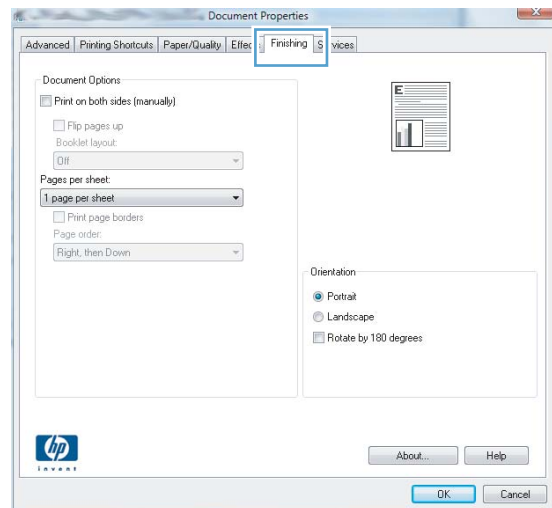 Document Properties
Advanced Printing Shortcuts Paper/Quality Finishing
Document Options
Print on both sides (manually)
Flip pages up
Booklet layout:
Off
Pages per sheet:
1 page per sheet
Print page borders
Page order:
Right, then Down
E
Orientation
Portrait
Landscape
Rotate by 180 degrees
hp
invent
About... Help
OK Cancel